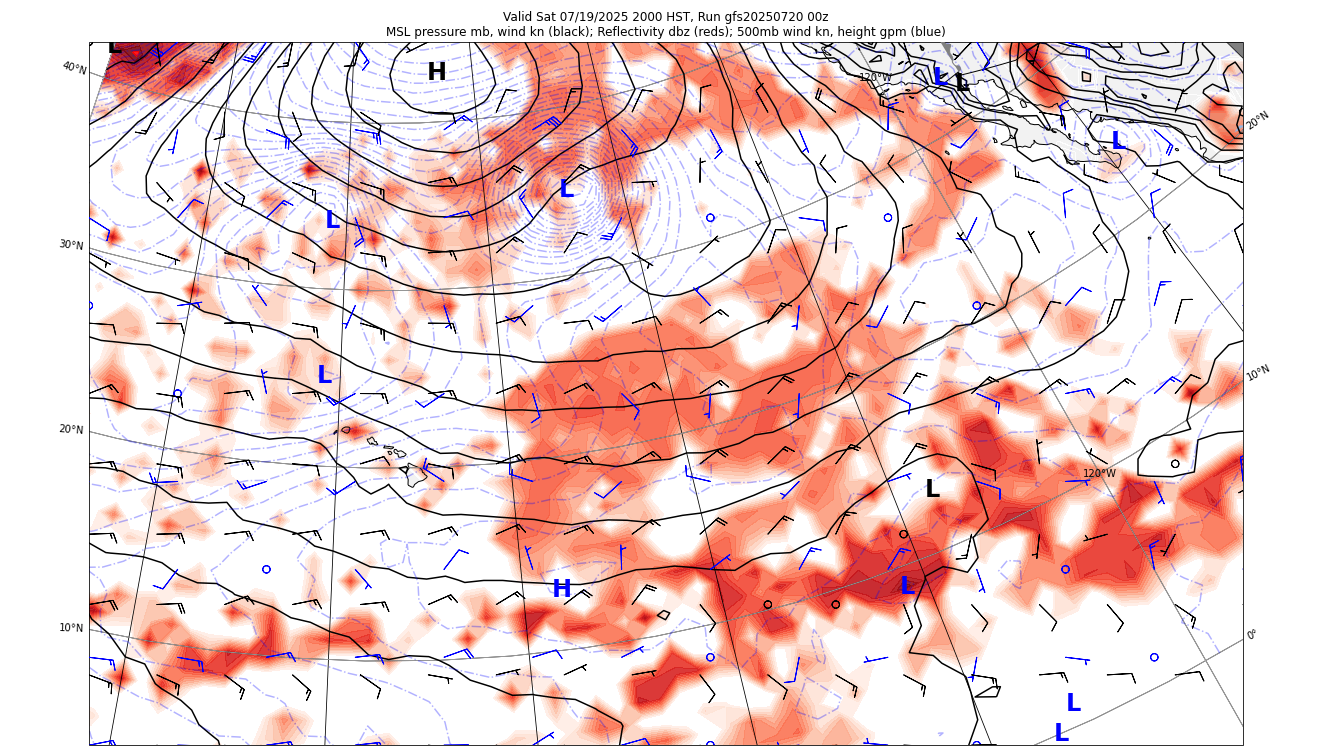 Valid Sat 07/19/2025 2000 HST, Run gfs20250720 00z
MSL pressure mb, wind kn (black); Reflectivity dbz (reds); 500mb wind kn, height gpm (blue)
L
H
L
L
120°W
40°N
20°N
L
L
L
30°N
10°N
L
20°N
120°W
L
H
L
10°N
0°
L
L